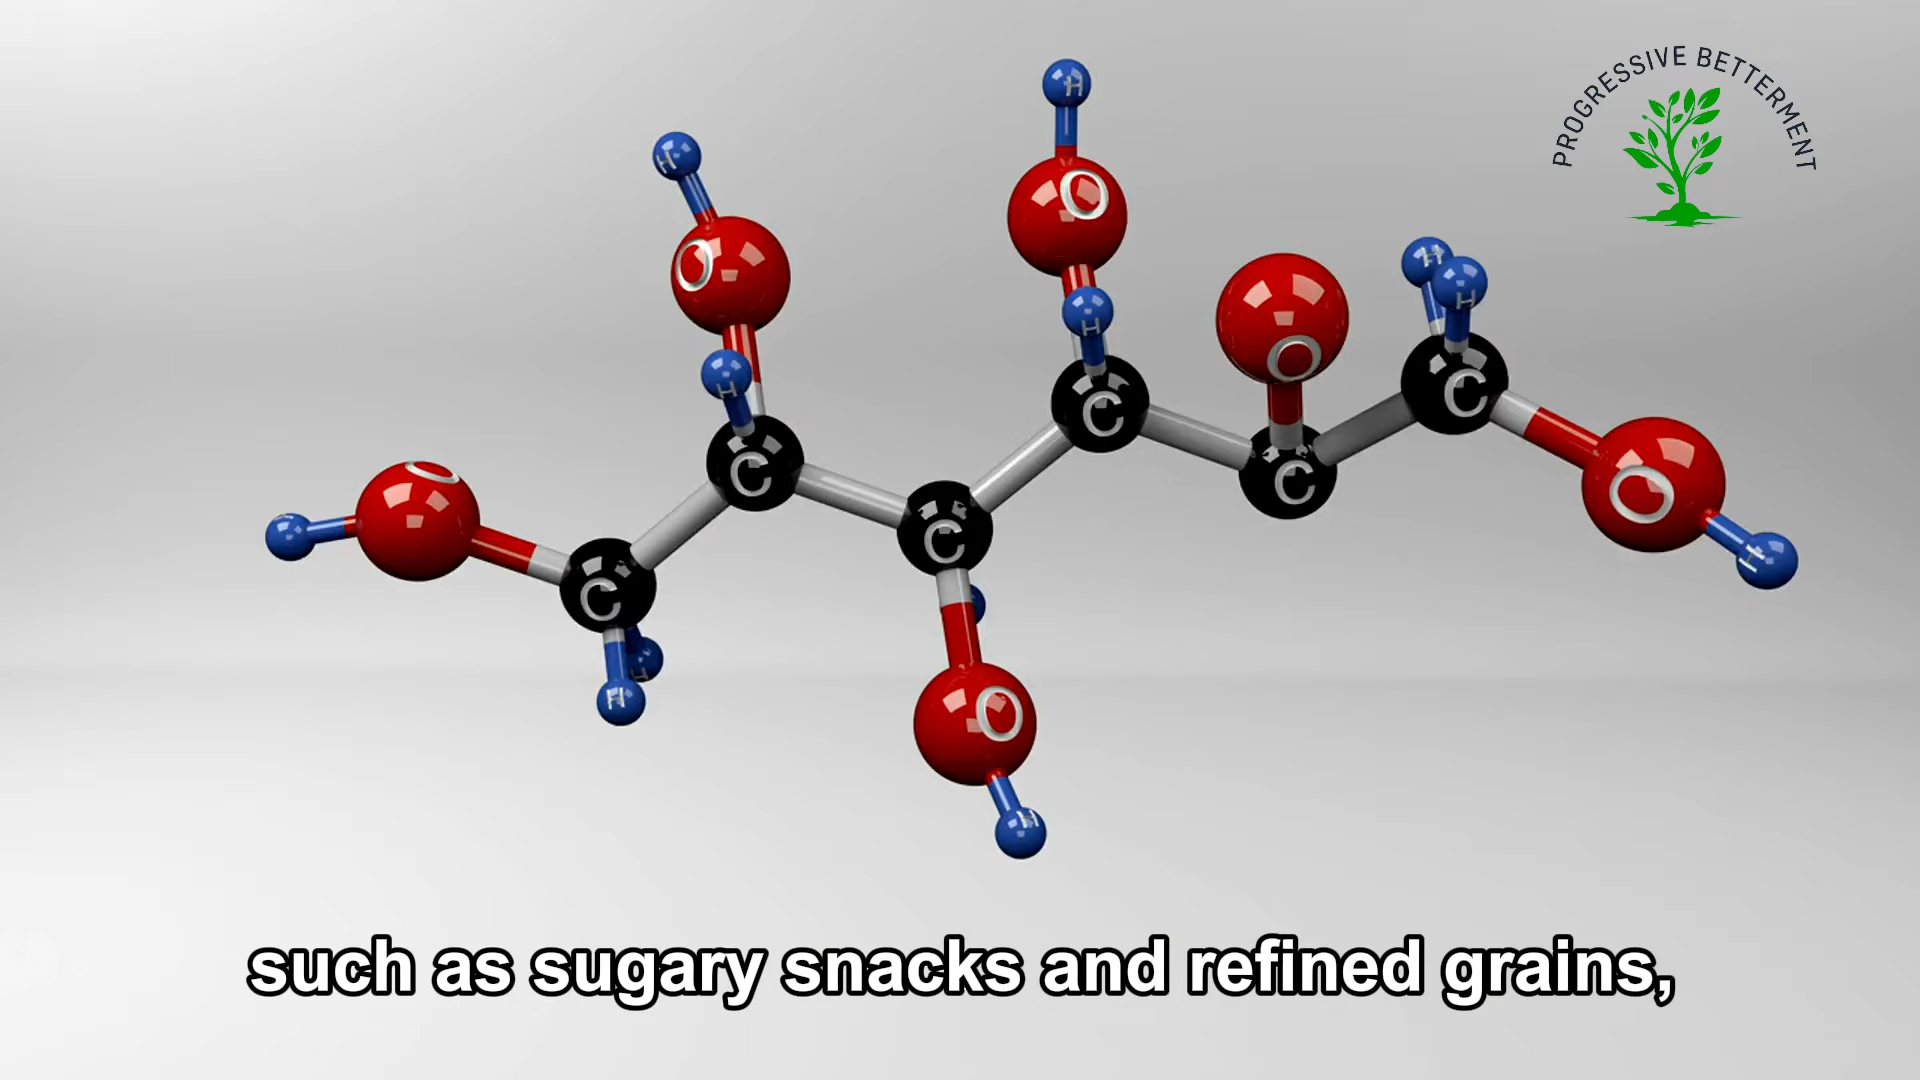 PROGRESSIVE BETTERMENT
H
H
O
O
H
H
H
H
O
C
C
C
O
C
O
C
C
H
H
H
O
H
such as sugary snacks and refined grains,